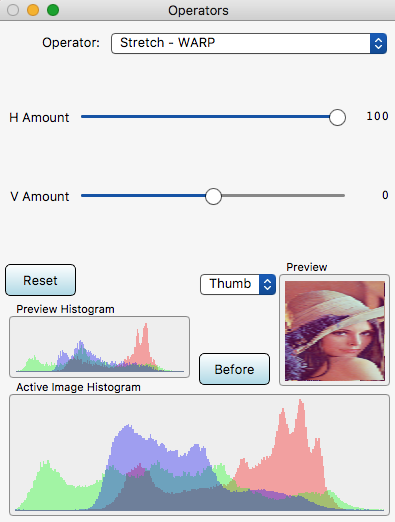 Operators
Operator: Stretch - WARP
H Amount 100
V Amount 0
Reset Thumb Preview
Preview Histogram
Before
Active Image Histogram